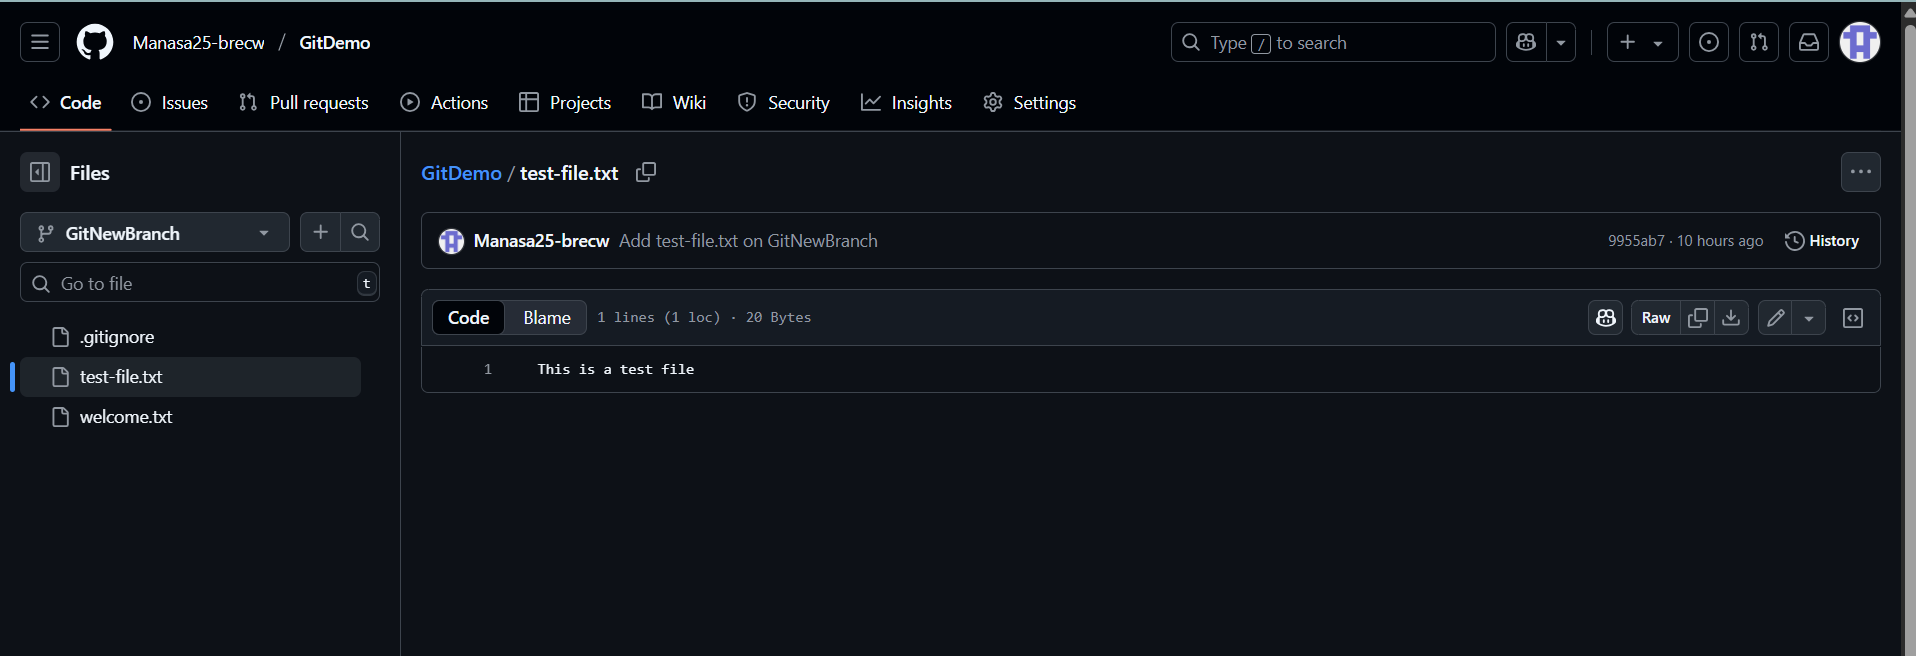 Manasa25-brecw / GitDemo
Type / to search
Code Issues Pull requests Actions Projects Wiki Security Insights Settings
Files
GitNewBranch
Go to file t
.gitignore
test-file.txt
welcome.txt
GitDemo / test-file.txt
Manasa25-brecw Add test-file.txt on GitNewBranch 9955ab7 · 10 hours ago History
Code Blame 1 lines (1 loc) · 20 Bytes Raw
1 This is a test file